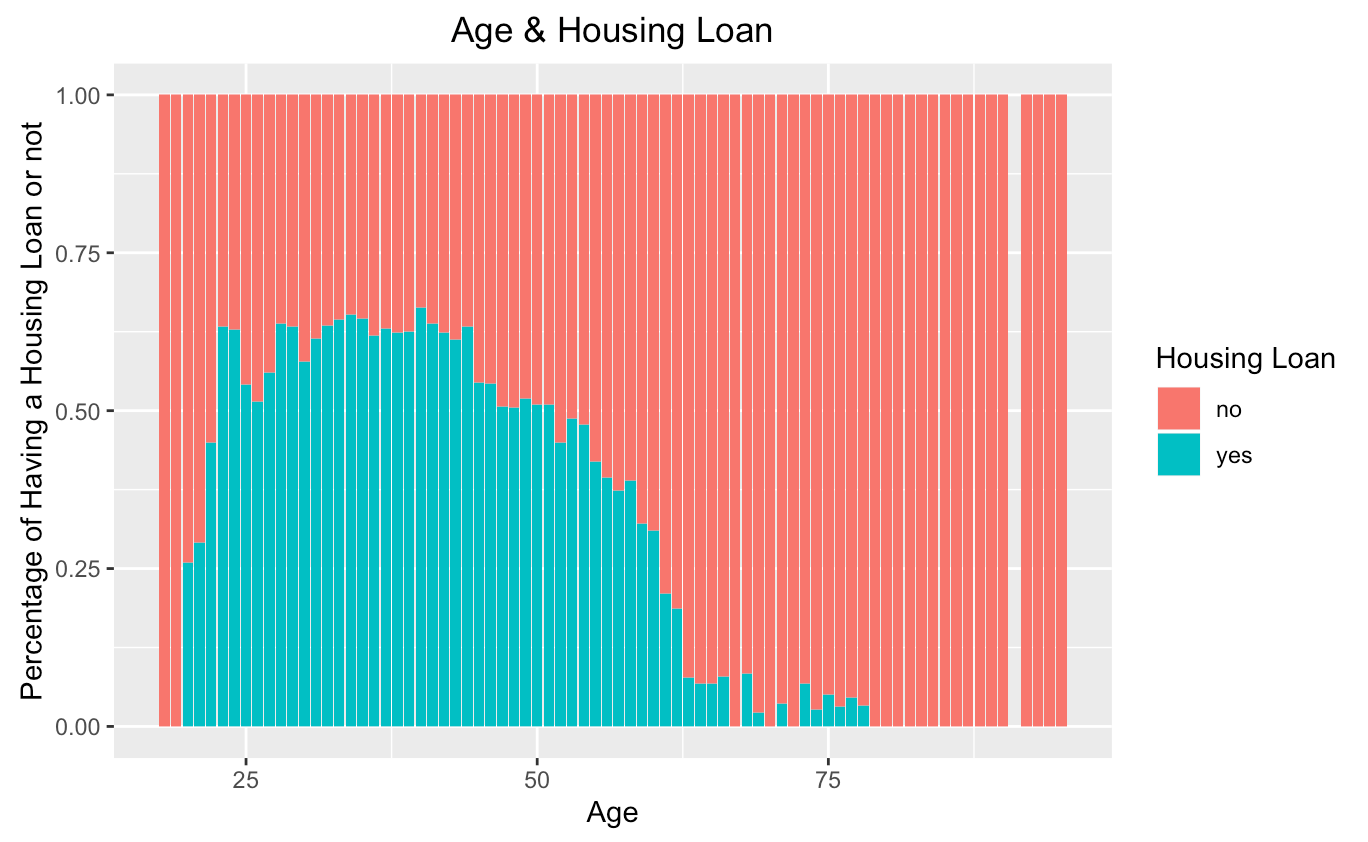 Age & Housing Loan
Percentage of Having a Housing Loan or not
1.00
0.75
0.50
0.25
0.00
25
50
75
Age
Housing Loan
no
yes